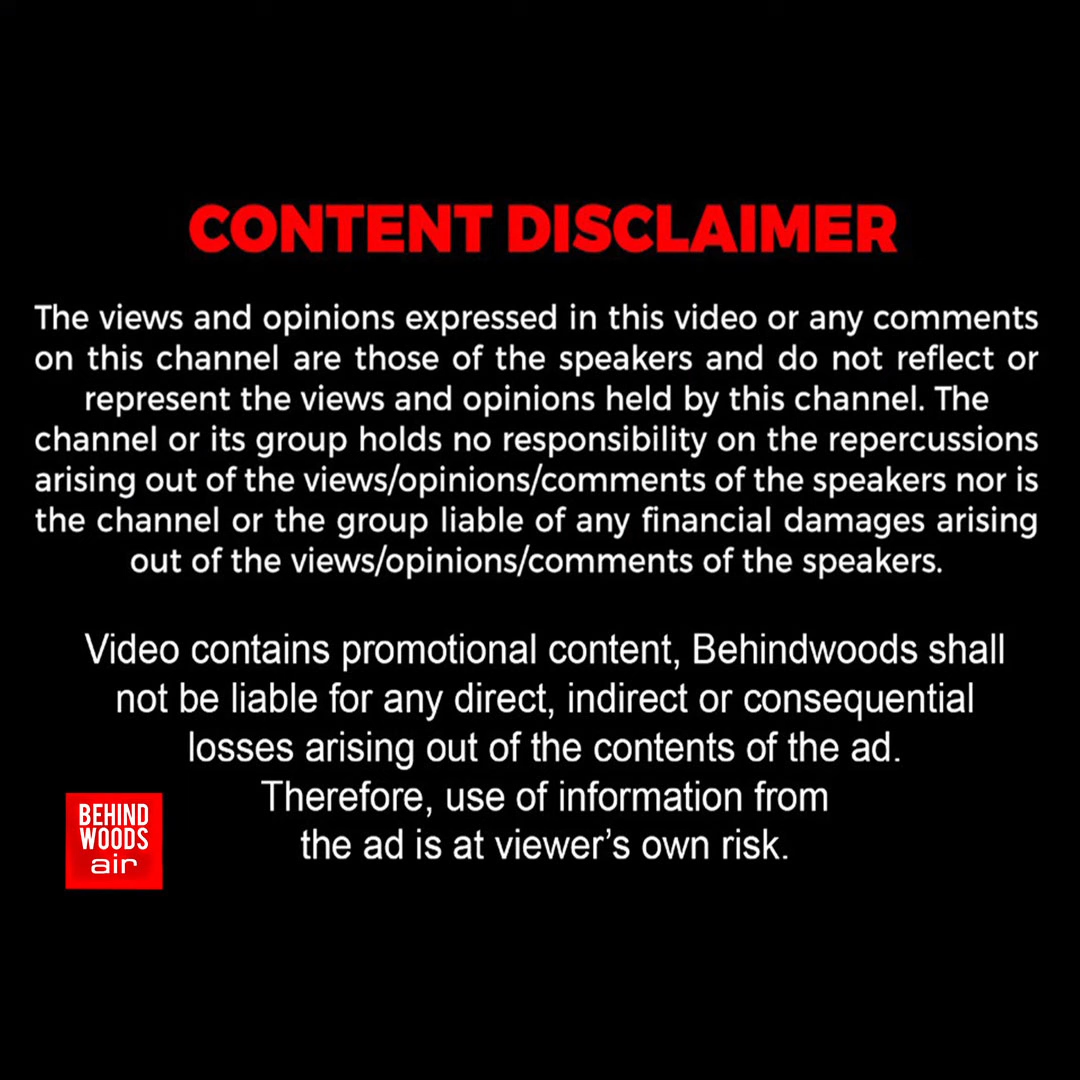 CONTENT DISCLAIMER
The views and opinions expressed in this video or any comments
on this channel are those of the speakers and do not reflect or
represent the views and opinions held by this channel. The
channel or its group holds no responsibility on the repercussions
arising out of the views/opinions/comments of the speakers nor is
the channel or the group liable of any financial damages arising
out of the views/opinions/comments of the speakers.
Video contains promotional content, Behindwoods shall
not be liable for any direct, indirect or consequential
losses arising out of the contents of the ad.
Therefore, use of information from
the ad is at viewer's own risk.
BEHIND
WOODS
air